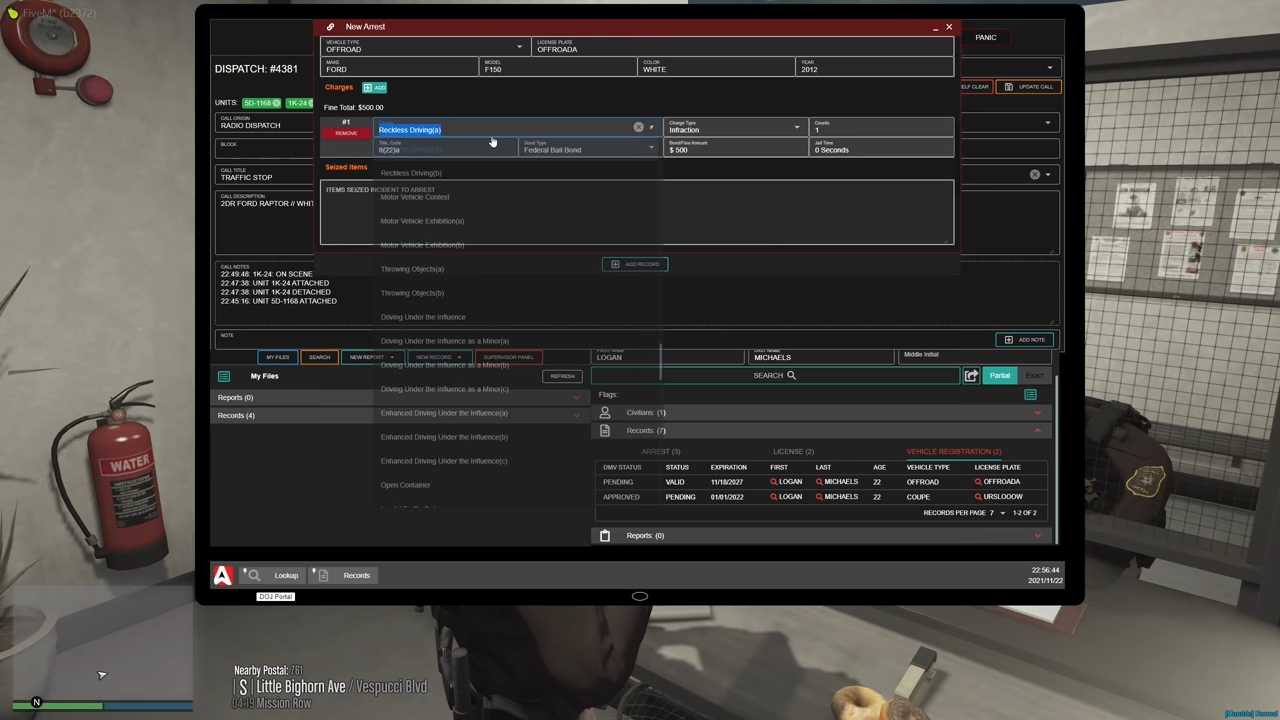 FiveM* (b2372)
New Arrest
PANIC
VEHICLE TYPE
OFFROAD
LICENSE PLATE
OFFROADA
MAKE
FORD
MODEL
F150
COLOR
WHITE
YEAR
2012
DISPATCH: #4381
Charges
ADD
ELF CLEAR
UPDATE CALL
UNITS: 5D-1168 1K-24
Fine Total: $500.00
CALL ORIGIN
RADIO DISPATCH
#1
REMOVE
Reckless Driving(a)
Charge Type
Infraction
Counts
1
BLOCK
Title, Code
8(22)a
Bond Type
Federal Bail Bond
Bond/Fine Amount
$ 500
Jail Time
0 Seconds
CALL TITLE
TRAFFIC STOP
Seized Items
ITEMS SEIZED INCIDENT TO ARREST
Reckless Driving(b)
Motor Vehicle Contest
Motor Vehicle Exhibition(a)
Motor Vehicle Exhibition(b)
Throwing Objects(a)
Throwing Objects(b)
Driving Under the Influence
Driving Under the Influence as a Minor(a)
Driving Under the Influence as a Minor(b)
Driving Under the Influence as a Minor(c)
Enhanced Driving Under the Influence(a)
Enhanced Driving Under the Influence(b)
Enhanced Driving Under the Influence(c)
Open Container
CALL DESCRIPTION
2DR FORD RAPTOR // WHIT
ADD RECORD
CALL NOTES
22:49:48: 1K-24: ON SCENE
22:47:38: UNIT 1K-24 ATTACHED
22:47:38: UNIT 1K-24 DETACHED
22:45:16: UNIT 5D-1168 ATTACHED
NOTE
ADD NOTE
MY FILES
SEARCH
NEW REPORT
NEW RECORD
SUPERVISOR PANEL
LOGAN
MICHAELS
Middle Initial
My Files
REFRESH
SEARCH
Partial
Exact
Reports (0)
Records (4)
Flags:
Civilians: (1)
Records: (7)
ARREST (3)
LICENSE (2)
VEHICLE REGISTRATION (2)
DMV STATUS STATUS EXPIRATION FIRST LAST AGE VEHICLE TYPE LICENSE PLATE
PENDING VALID 11/18/2027 LOGAN MICHAELS 22 OFFROAD OFFROADA
APPROVED PENDING 01/01/2022 LOGAN MICHAELS 22 COUPE URSLOOOW
RECORDS PER PAGE 7 1-2 OF 2
Reports: (0)
Lookup
Records
22:56:44
2021/11/22
DOJ Portal
WATER
Nearby Postal: 761
| S | Little Bighorn Ave / Vespucci Blvd
04:19 Mission Row
N
Normal